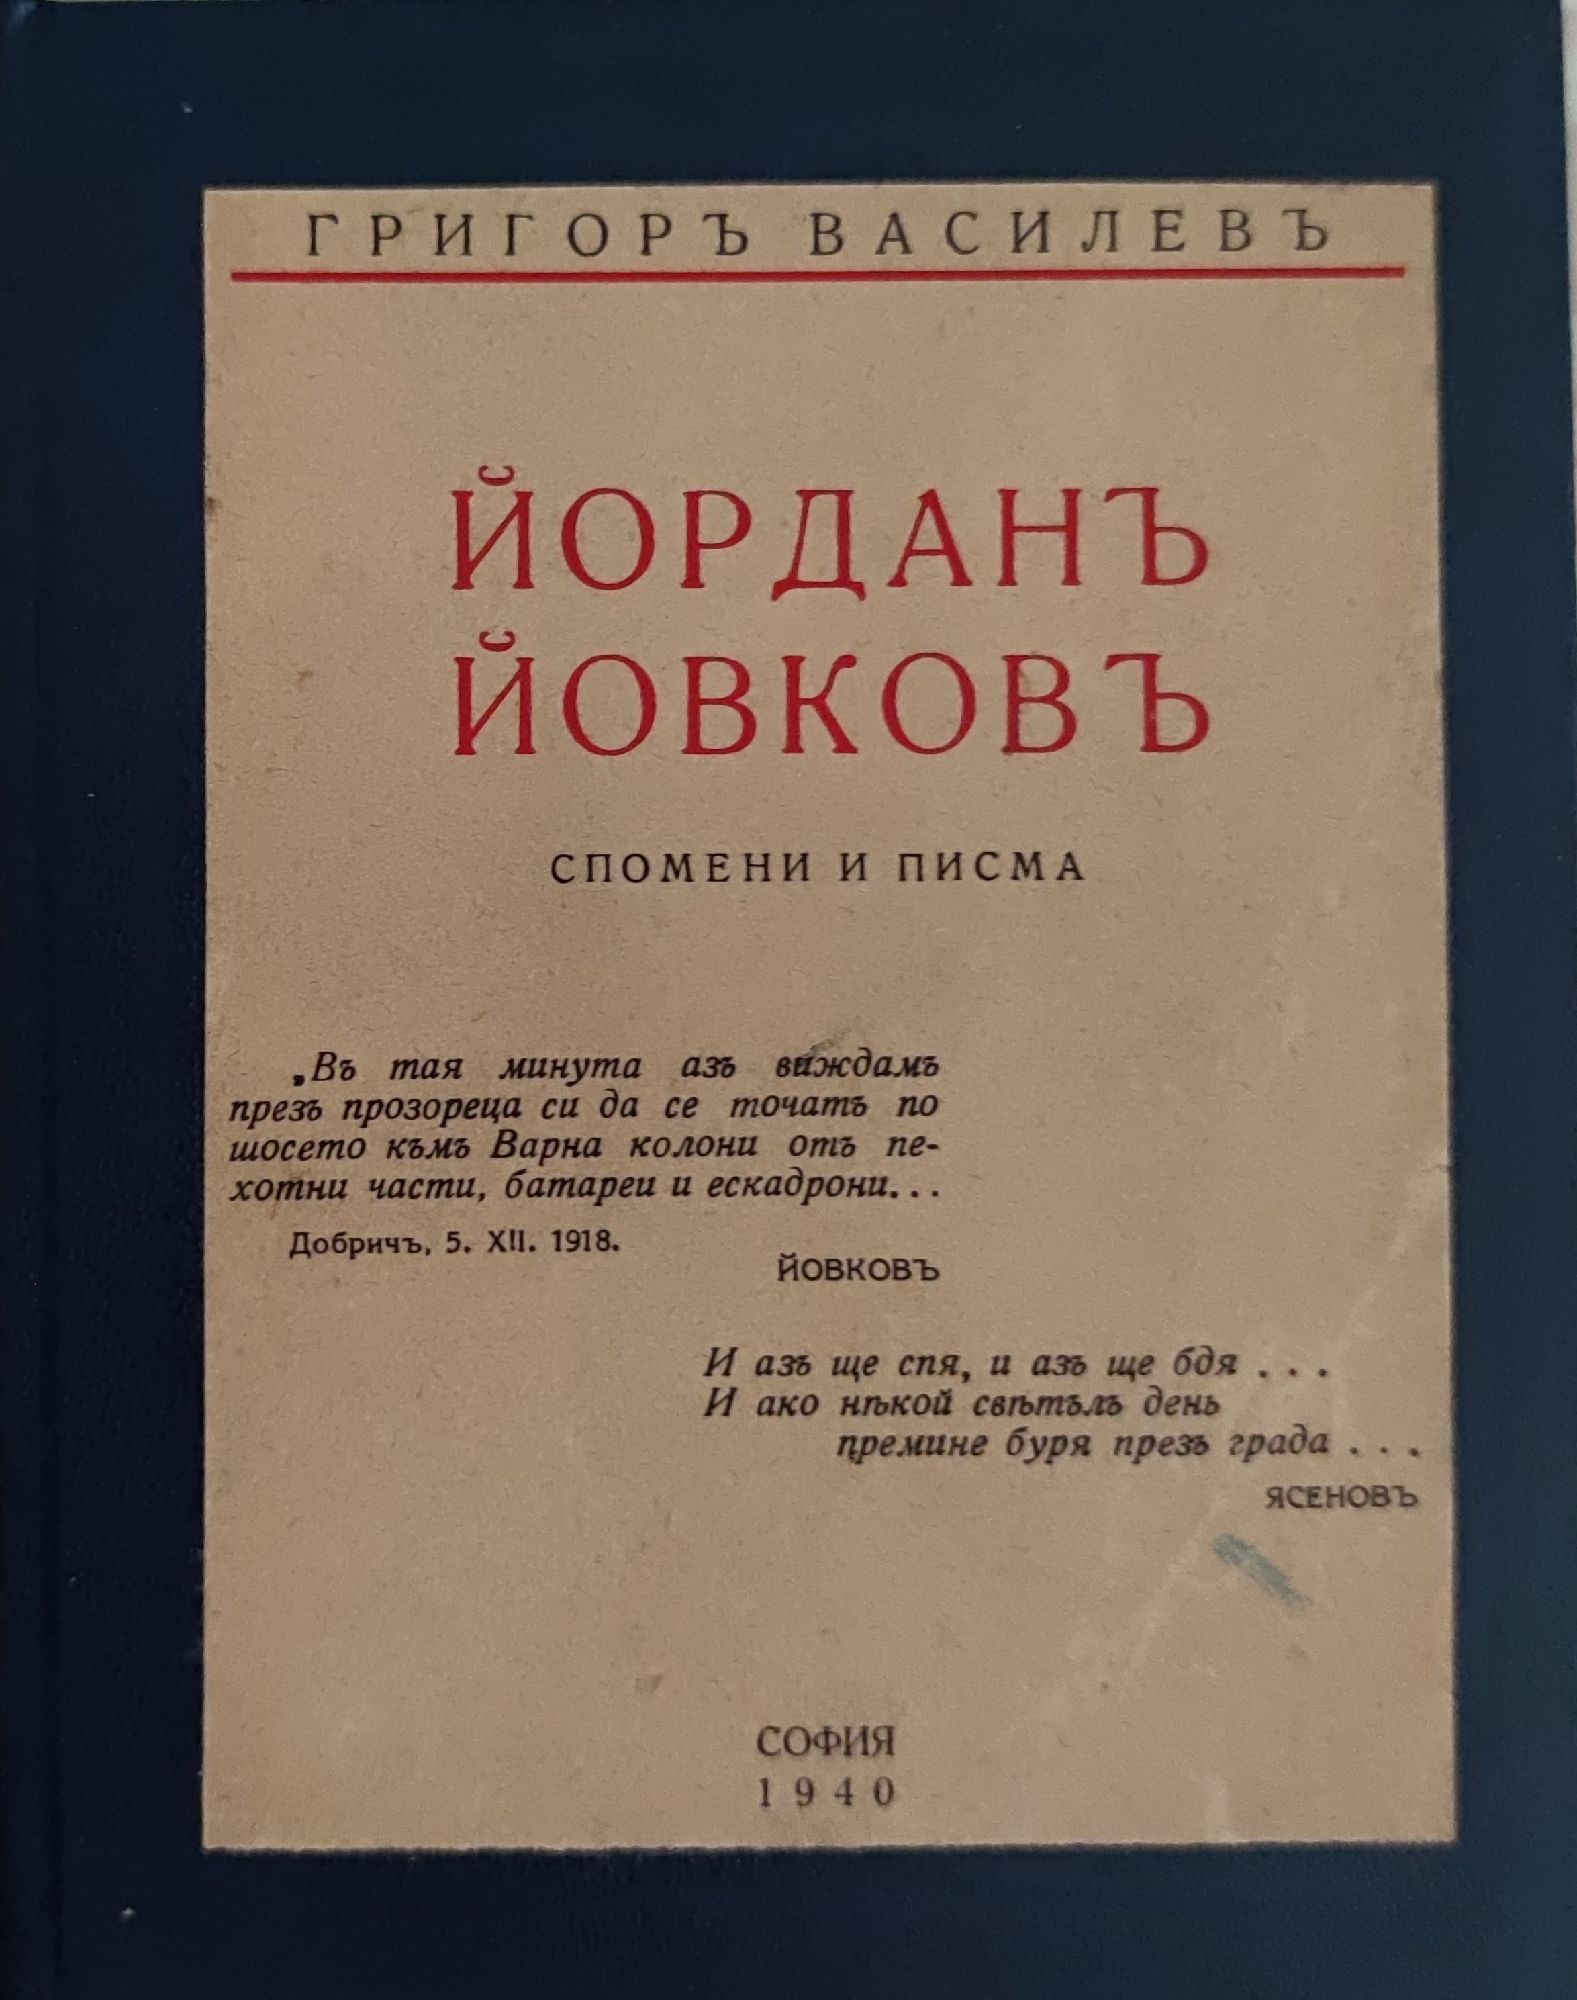 ГРИГОРЪ ВАСИЛЕВЪ
ЙОРДАНЪ
ЙОВКОВЪ
СПОМЕНИ И ПИСМА
„Въ тая минута азъ виждамъ
презъ прозореца си да се точатъ по
шосето къмъ Варна колони отъ пе-
хотни части, батареи и ескадрони...
Добричъ, 5. XII. 1918.
ЙОВКОВЪ
И азъ ще спя, и азъ ще бдя . . .
И ако нѣкой свѣтълъ день
премине буря презъ града . . .
ЯСЕНОВЪ
СОФИЯ
1940